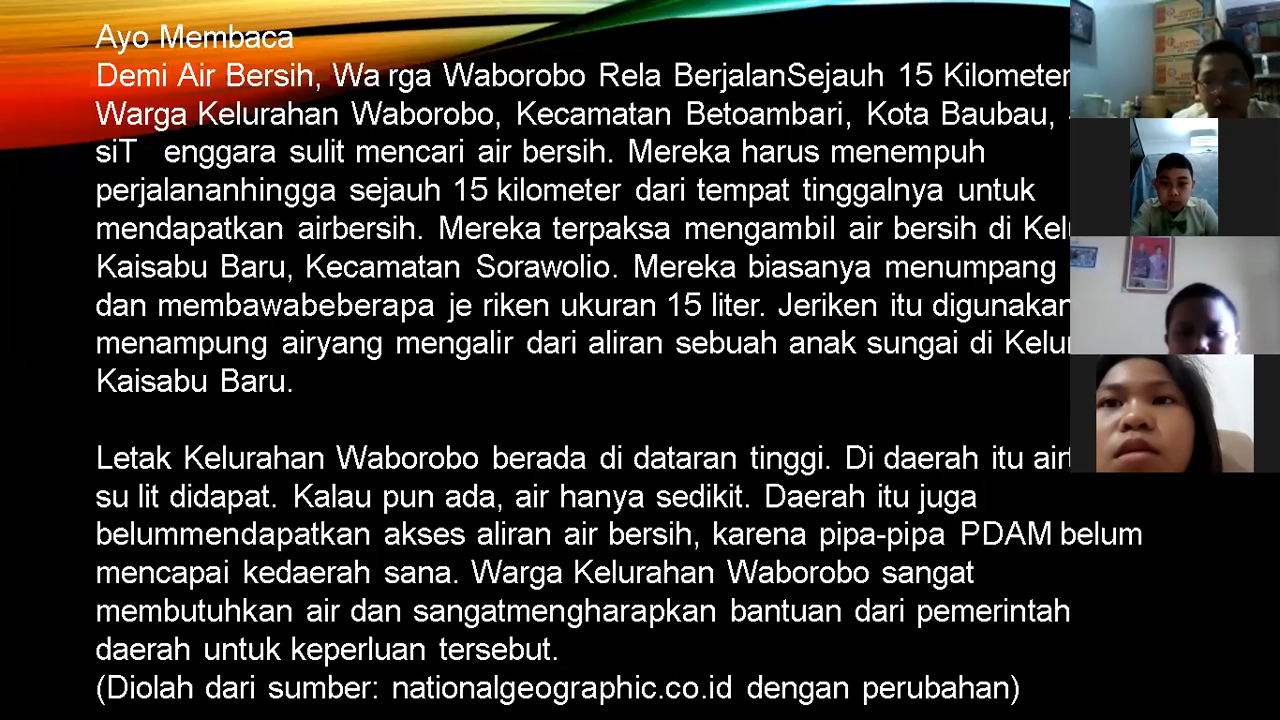 Ayo Membaca
Demi Air Bersih, Wa rga Waborobo Rela BerjalanSejauh 15 Kilometer
Warga Kelurahan Waborobo, Kecamatan Betoambari, Kota Baubau,
siT enggara sulit mencari air bersih. Mereka harus menempuh
perjalananhingga sejauh 15 kilometer dari tempat tinggalnya untuk
mendapatkan airbersih. Mereka terpaksa mengambil air bersih di
Kaisabu Baru, Kecamatan Sorawolio. Mereka biasanya menumpang
dan membawabeberapa je riken ukuran 15 liter. Jeriken itu digunakan
menampung airyang mengalir dari aliran sebuah anak sungai di
Kaisabu Baru.
Letak Kelurahan Waborobo berada di dataran tinggi. Di daerah itu
su lit didapat. Kalau pun ada, air hanya sedikit. Daerah itu juga
belummendapatkan akses aliran air bersih, karena pipa-pipa PDAM belum
mencapai kedaerah sana. Warga Kelurahan Waborobo sangat
membutuhkan air dan sangatmengharapkan bantuan dari pemerintah
daerah untuk keperluan tersebut.
(Diolah dari sumber: nationalgeographic.co.id dengan perubahan)